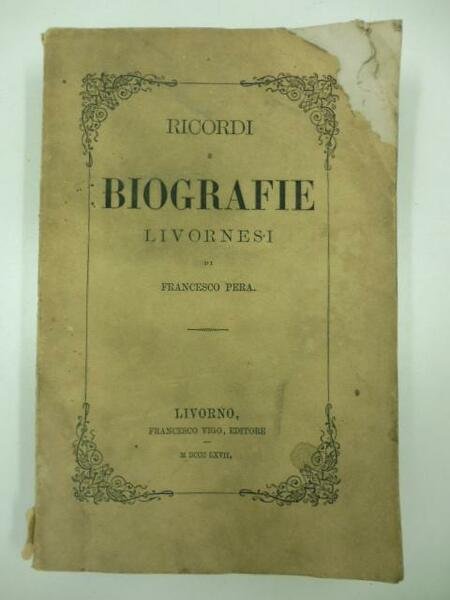 RICORDI
E
BIOGRAFIE
LIVORNESI
DI
FRANCESCO PERA.
LIVORNO,
FRANCESCO VIGO, EDITORE
M DCCC LXVII.